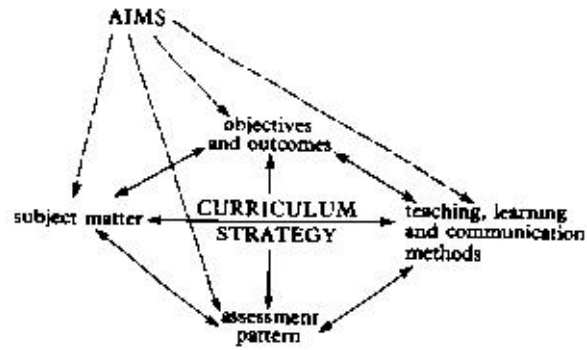 AIMS
objectives
and outcomes
subject matter
CURRICULUM
STRATEGY
teaching, learning
and communication
methods
assessment
pattern